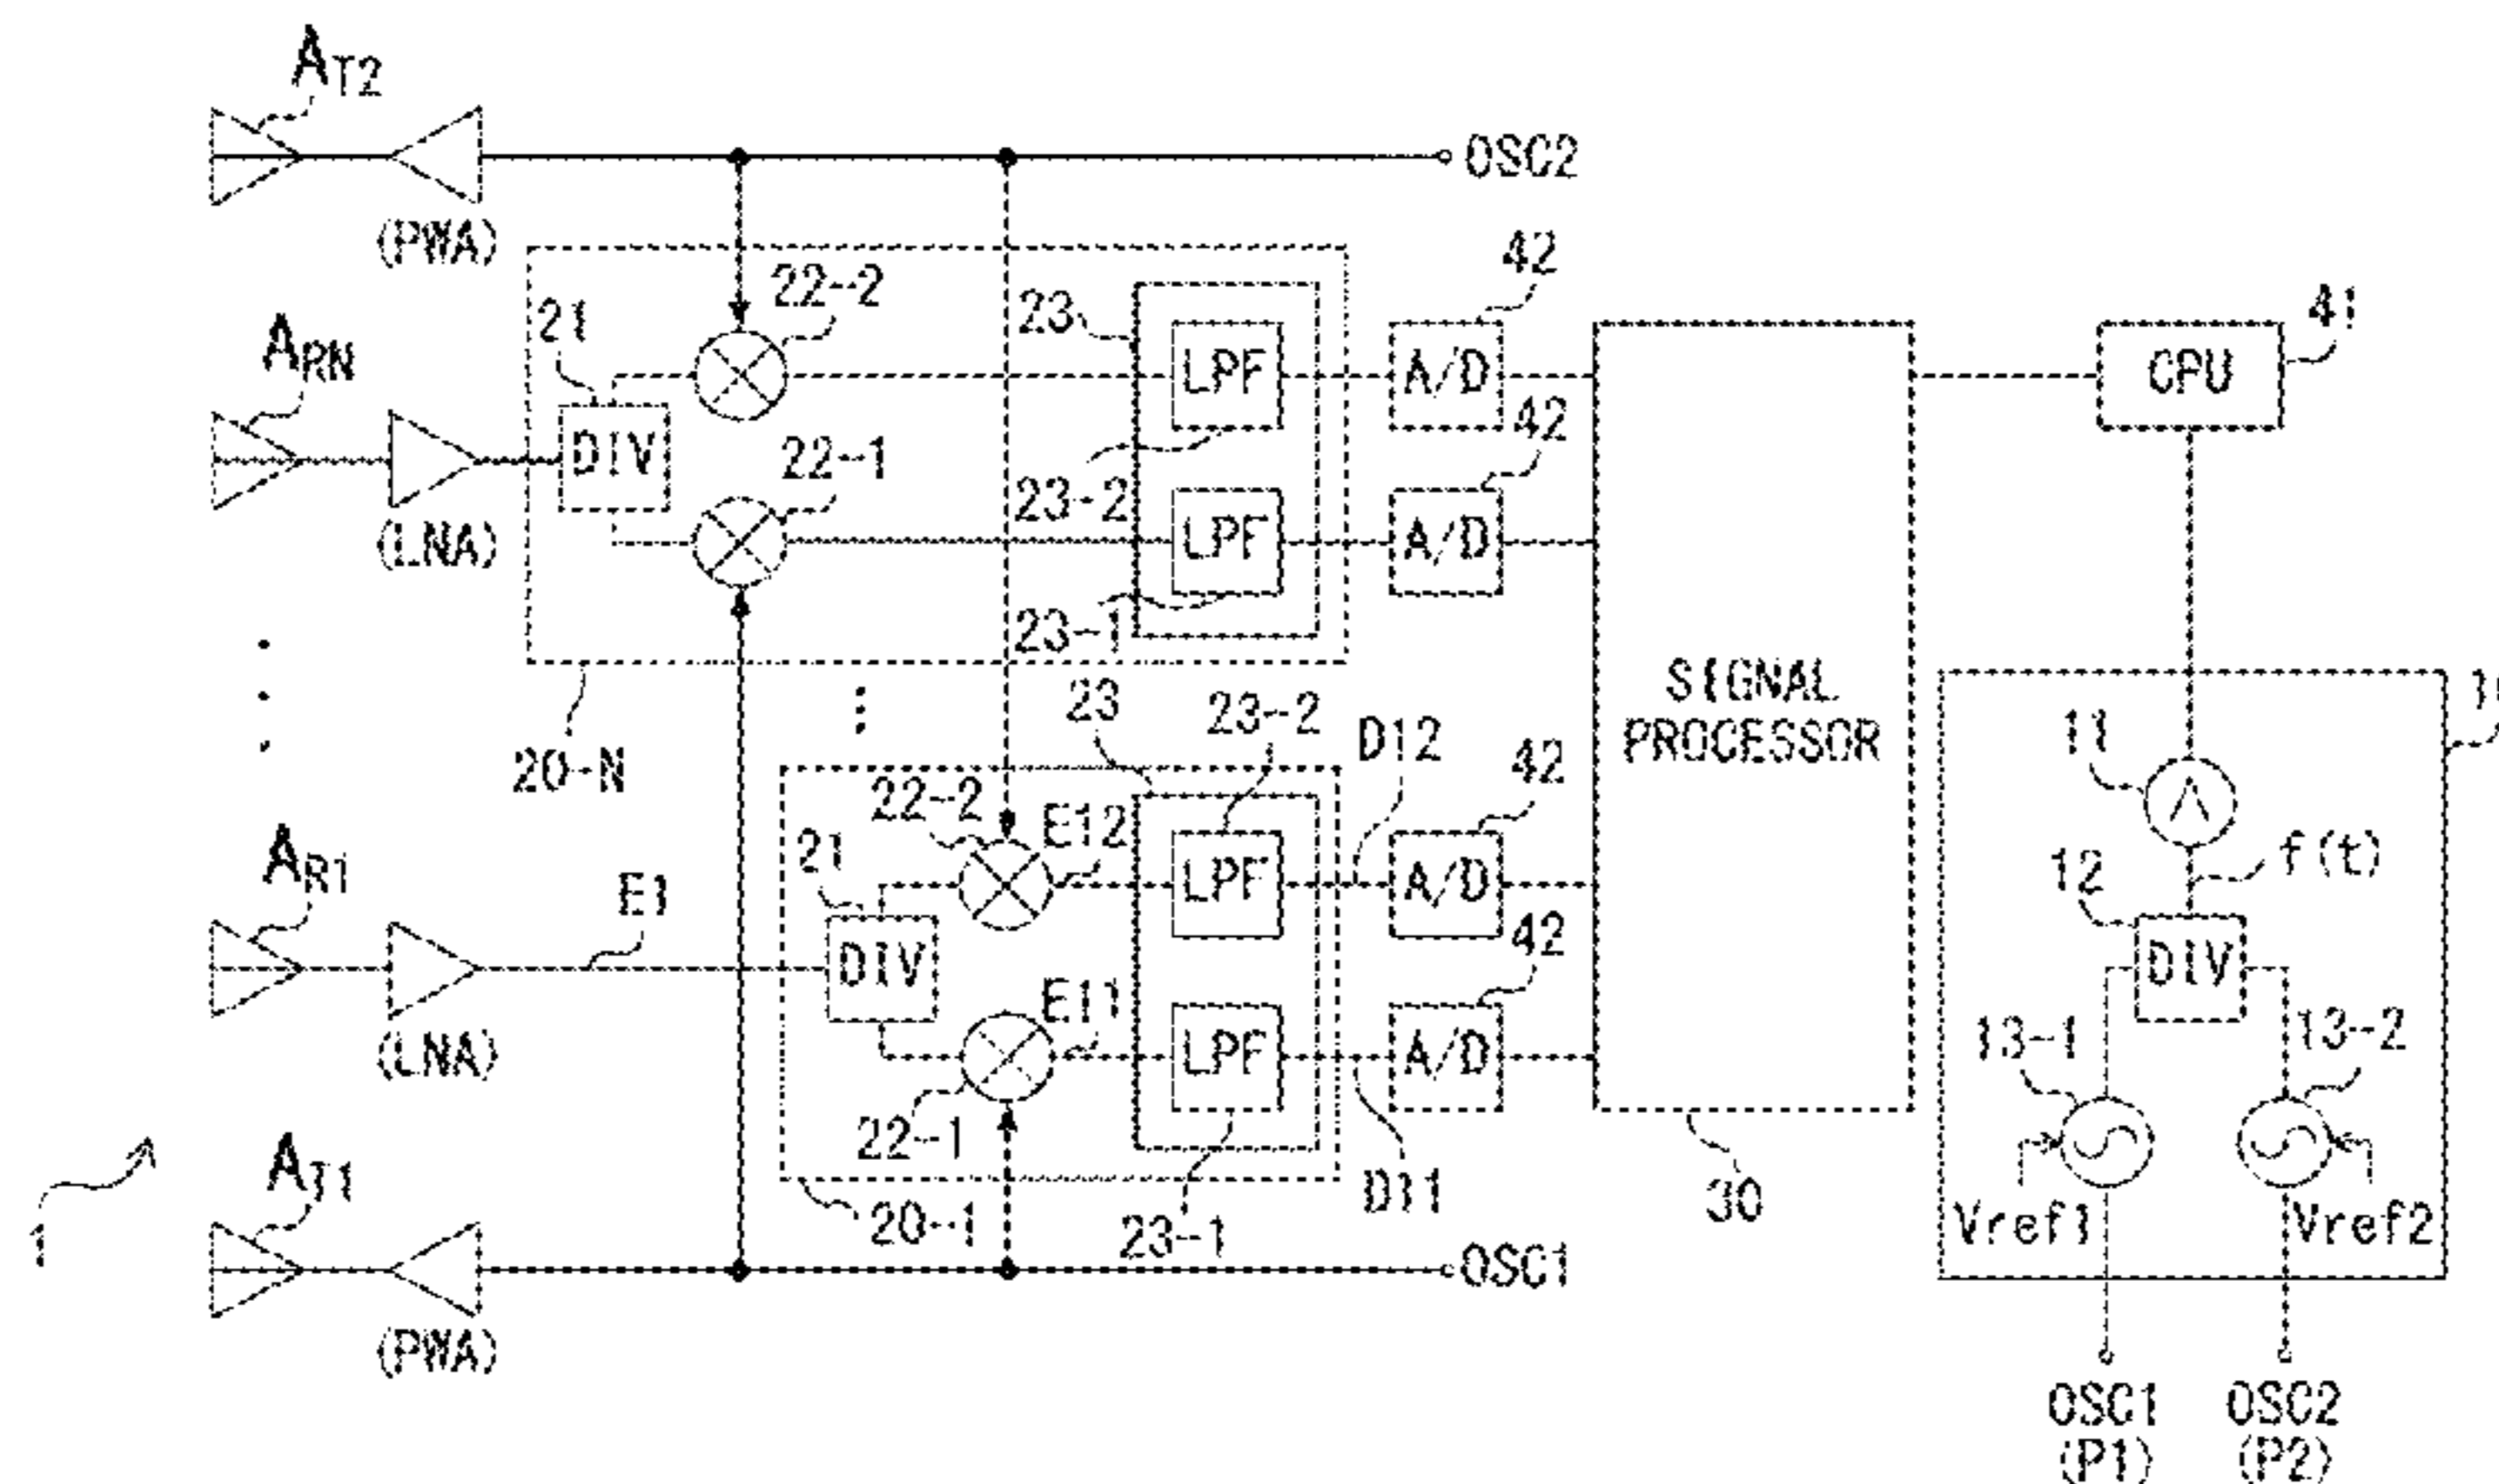 AT2
OSC2
(PWA)
22-2
42
21
23
41
ARN
LPF
A/D
CPU
42
DIV
22-1
23-2
LPF
A/D
(LNA)
23-1
SIGNAL
PROCESSOR
23
23-2
D12
11
20-N
42
22-2
E12
21
AR1
LPF
A/D
f(t)
12
E1
42
DIV
DIV
E11
13-1
13-2
(LNA)
LPF
A/D
22-1
AT1
D11
30
20-1
23-1
Vref1
Vref2
1
OSC1
(PWA)
OSC1
OSC2
(P1)
(P2)